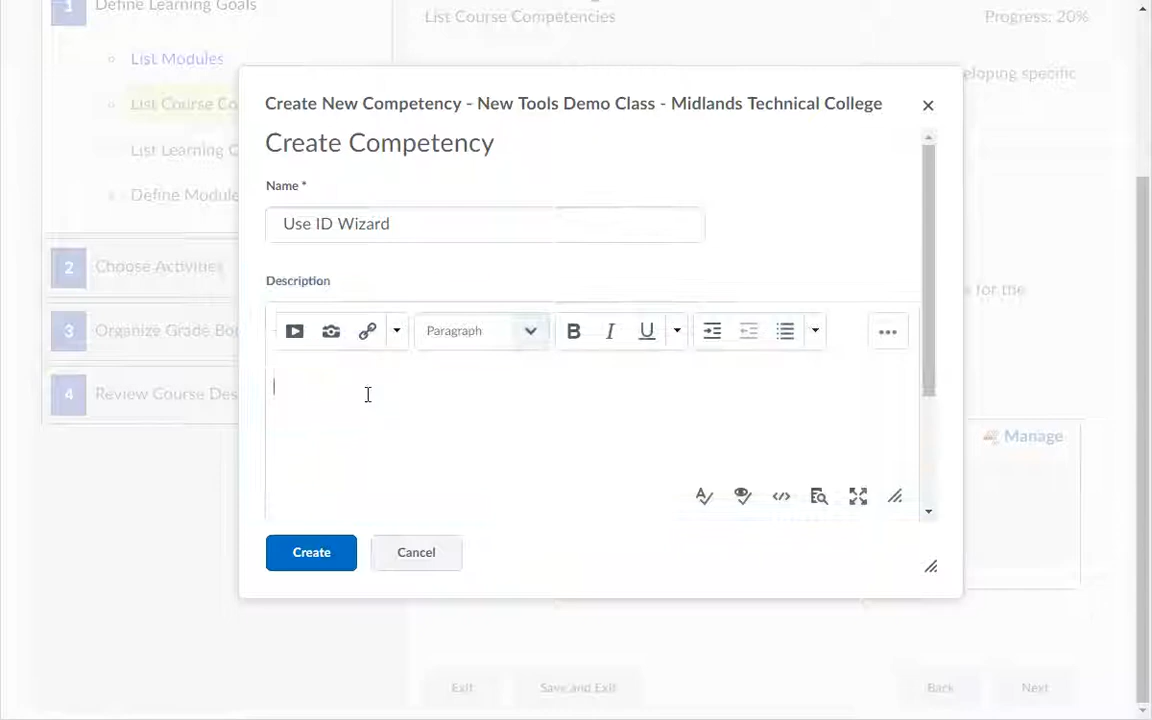 1 Define Learning Goals
List Course Competencies
Progress: 20%
List Modules
eloping specific
List Course Co
List Learning
Define Module
2 Choose Activities
s for the
3 Organize Grade Bo
4 Review Course Des
Manage
Create New Competency - New Tools Demo Class - Midlands Technical College
Create Competency
Name *
Use ID Wizard
Description
Paragraph
B I U
Create
Cancel
Exit
Save and Exit
Back
Next